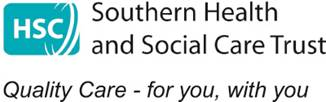 HSC
Southern Health
and Social Care Trust
Quality Care - for you, with you